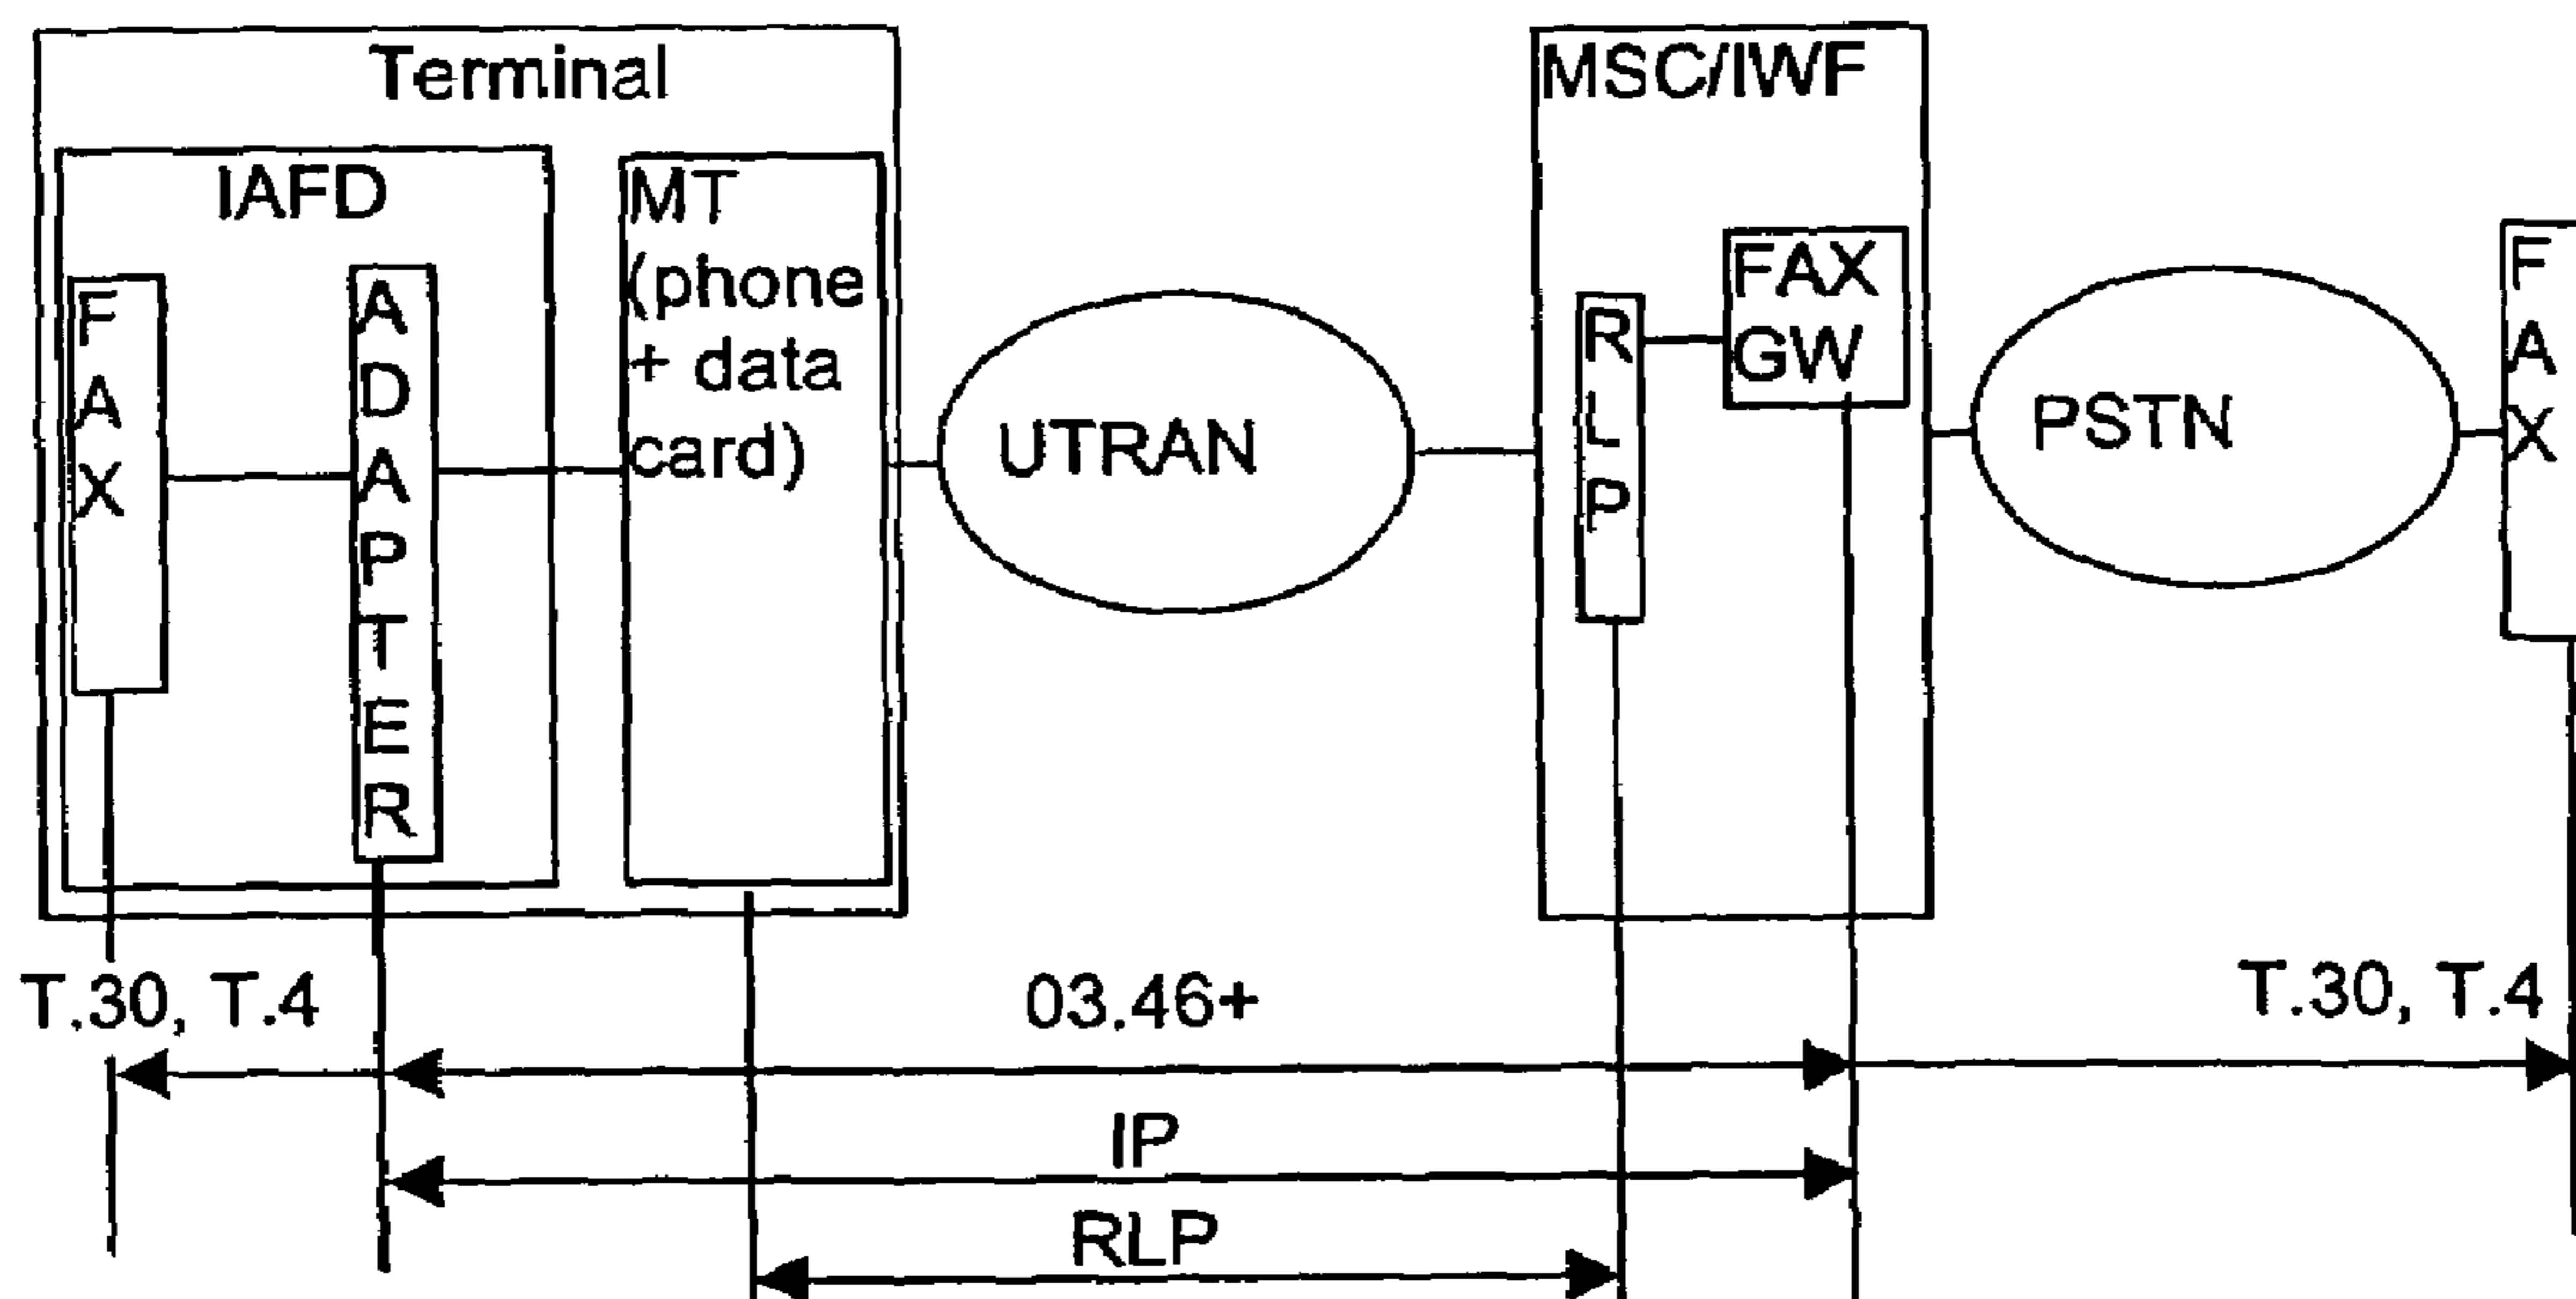 Terminal
IAFD
FAX
ADAPTER
MT
(phone
+ data
card)
UTRAN
MSC/IWF
RLP
FAX
GW
PSTN
FAX
T.30, T.4
03.46+
T.30, T.4
IP
RLP